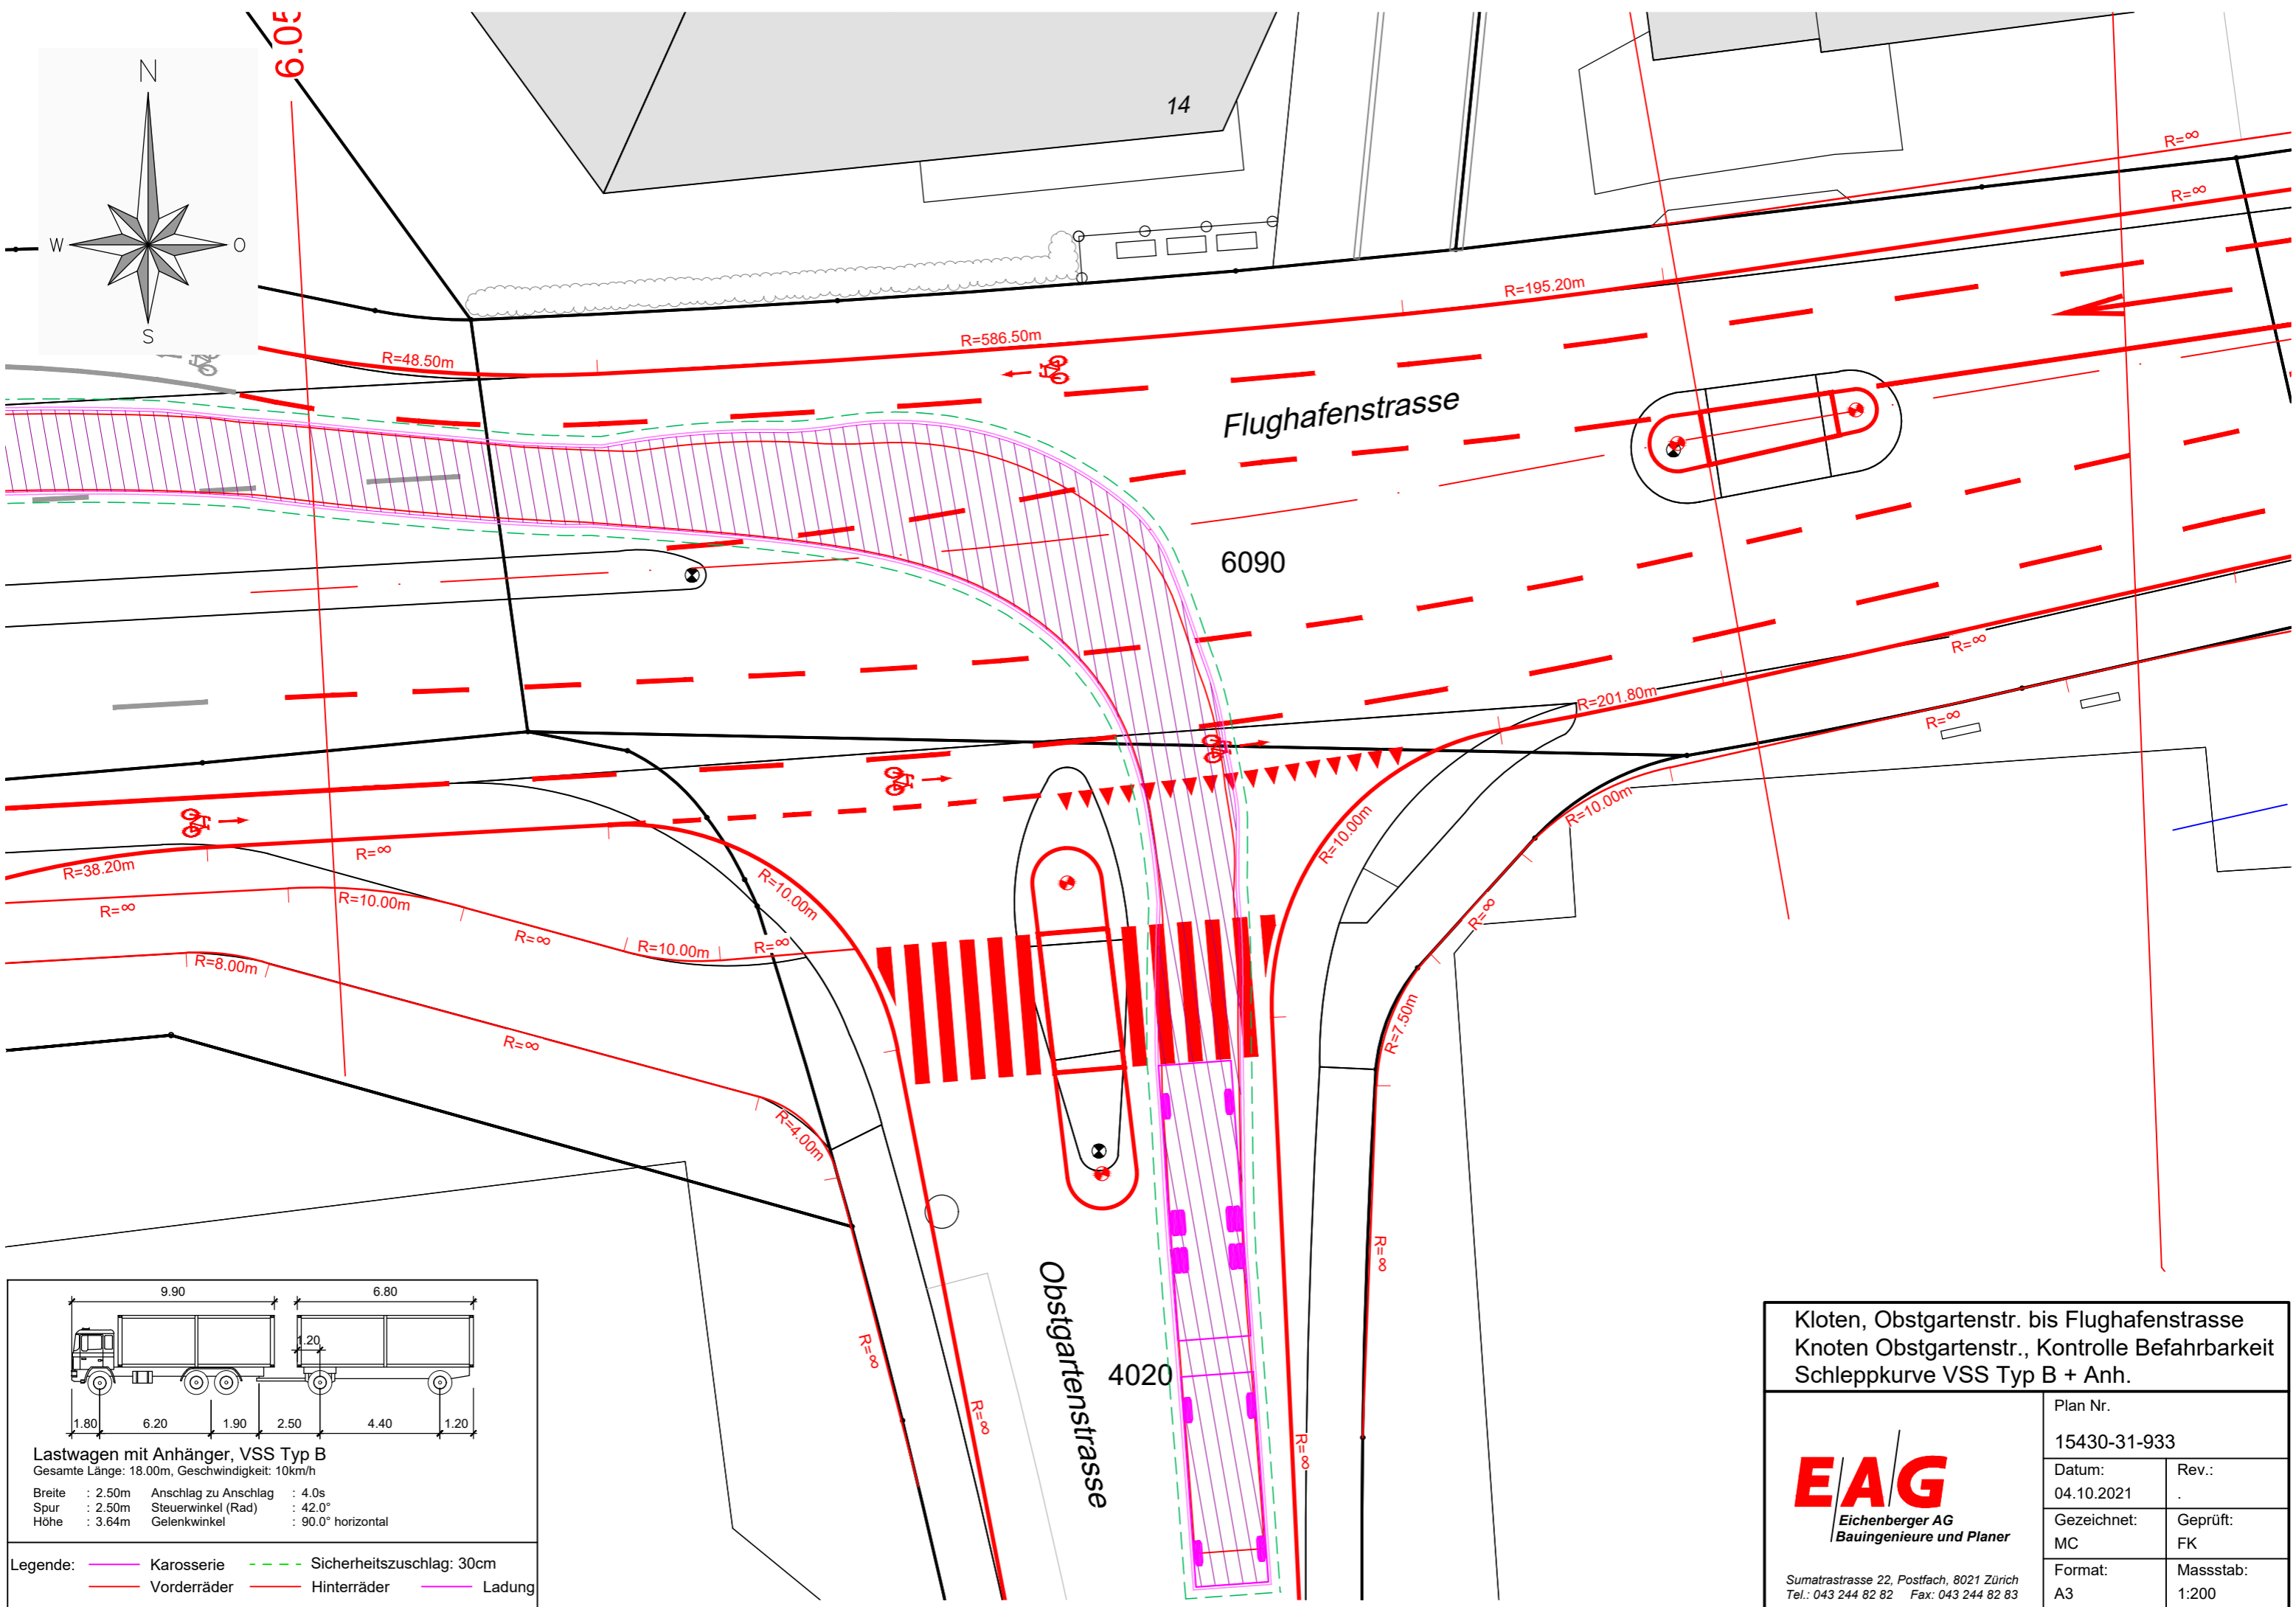 6.05
N
W
O
S
14
R=∞
R=∞
R=195.20m
R=586.50m
R=48.50m
Flughafenstrasse
6090
R=∞
R=201.80m
R=∞
R=10.00m
R=10.00m
R=38.20m
R=∞
R=10.00m
R=∞
R=10.00m
R=∞
R=10.00m
R=∞
R=∞
R=8.00m
R=7.50m
R=∞
R=4.00m
R=∞
R=∞
R=∞
R=∞
Obstgartenstrasse
4020
9.90
6.80
1.20
1.80
6.20
1.90
2.50
4.40
1.20
Lastwagen mit Anhänger, VSS Typ B
Gesamte Länge: 18.00m, Geschwindigkeit: 10km/h
Breite : 2.50m Anschlag zu Anschlag : 4.0s
Spur : 2.50m Steuerwinkel (Rad) : 42.0°
Höhe : 3.64m Gelenkwinkel : 90.0° horizontal
Legende: Karosserie Sicherheitszuschlag: 30cm
Vorderräder Hinterräder Ladung
Kloten, Obstgartenstr. bis Flughafenstrasse
Knoten Obstgartenstr., Kontrolle Befahrbarkeit
Schleppkurve VSS Typ B + Anh.
EAG
Eichenberger AG
Bauingenieure und Planer
Sumatrastrasse 22, Postfach, 8021 Zürich
Tel.: 043 244 82 82 Fax: 043 244 82 83
Plan Nr.
15430-31-933
Datum: Rev.:
04.10.2021 .
Gezeichnet: Geprüft:
MC FK
Format: Massstab:
A3 1:200